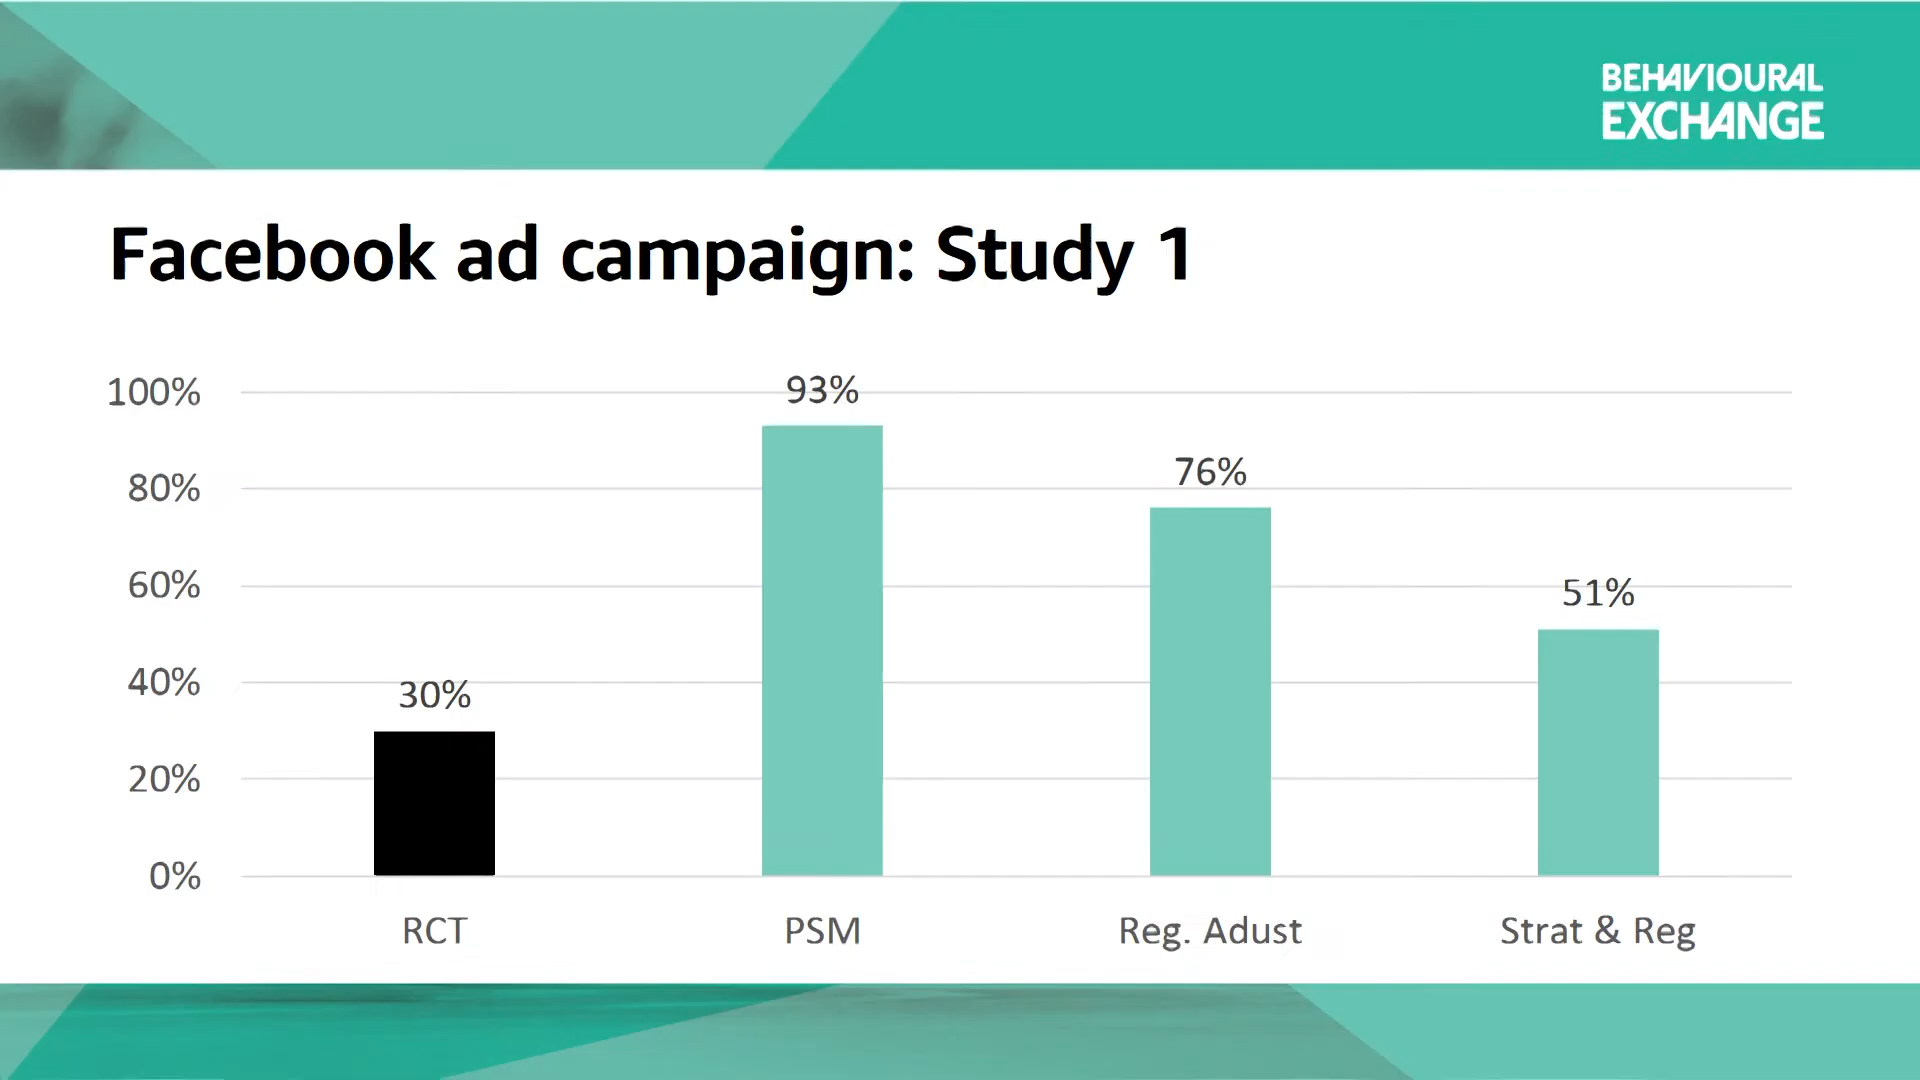 BEHAVIOURAL
EXCHANGE
Facebook ad campaign: Study 1
100%
80%
60%
40%
20%
0%
30%
93%
76%
51%
RCT
PSM
Reg. Adust
Strat & Reg